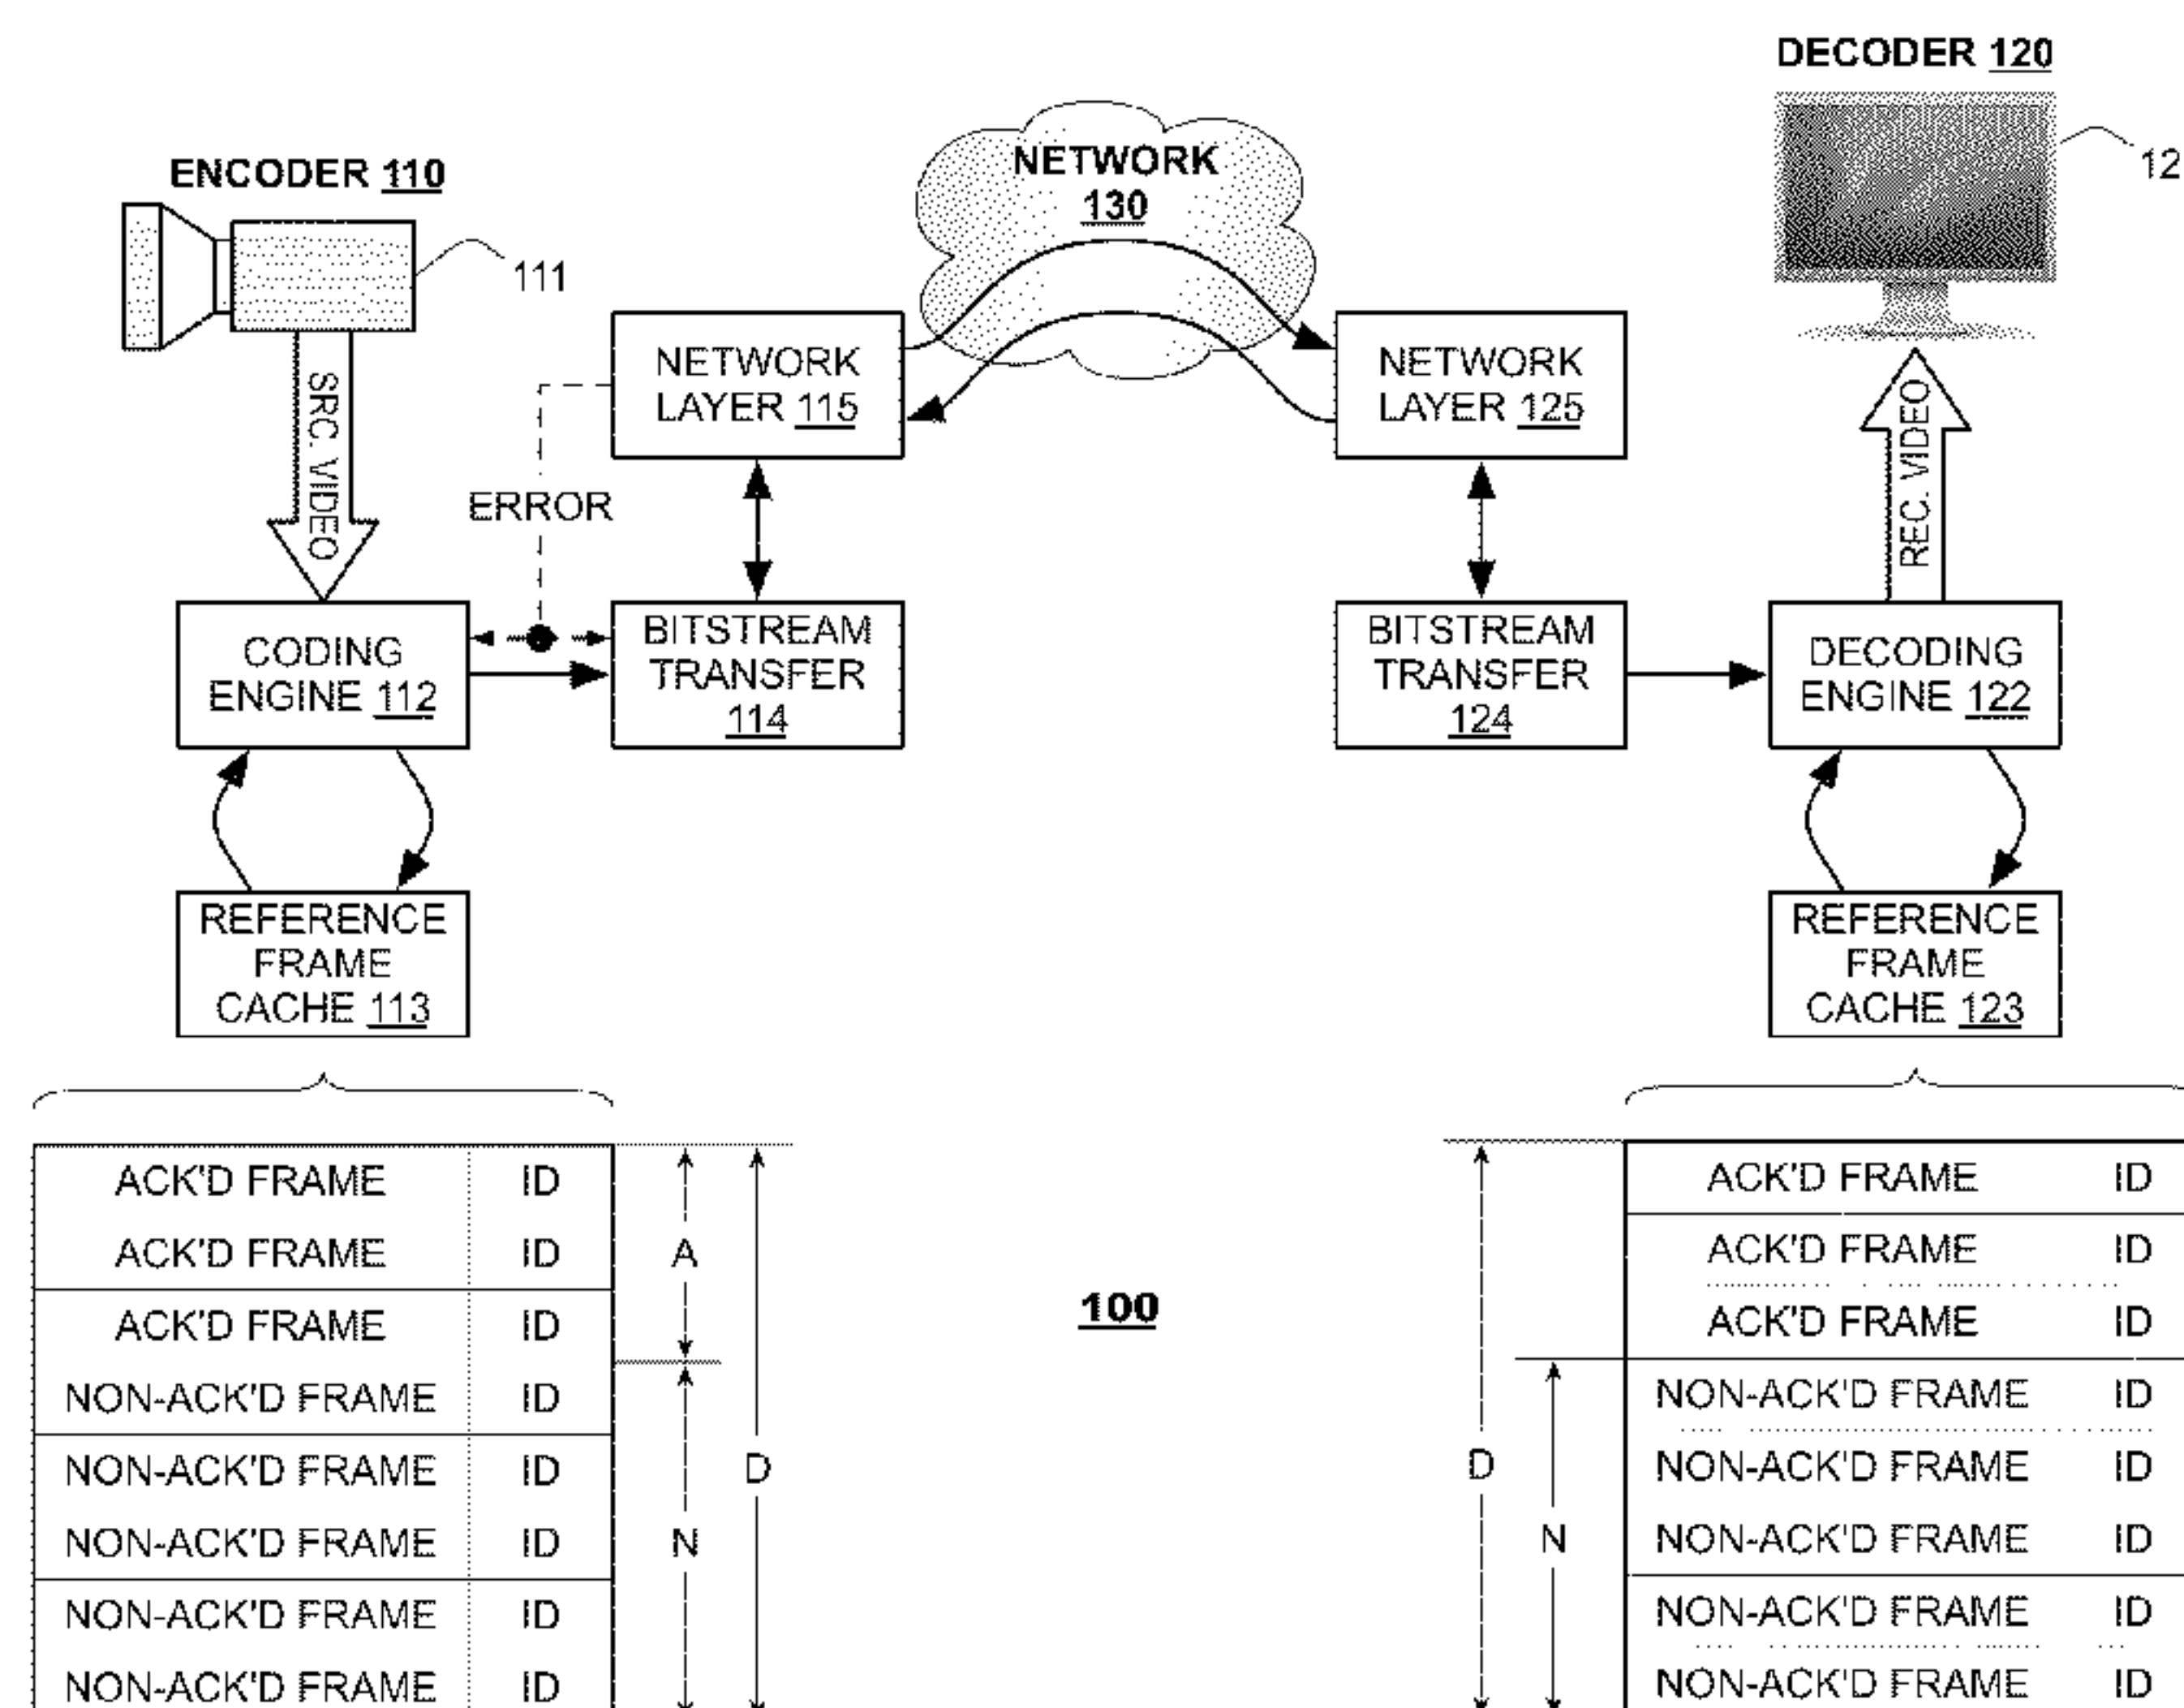 DECODER 120
12
ENCODER 110
NETWORK
130
111
SRC. VIDEO
NETWORK
LAYER 115
NETWORK
LAYER 125
REC. VIDEO
ERROR
CODING
ENGINE 112
BITSTREAM
TRANSFER
114
BITSTREAM
TRANSFER
124
DECODING
ENGINE 122
REFERENCE
FRAME
CACHE 113
REFERENCE
FRAME
CACHE 123
ACK'D FRAME ID
ACK'D FRAME ID
ACK'D FRAME ID
NON-ACK'D FRAME ID
NON-ACK'D FRAME ID
NON-ACK'D FRAME ID
NON-ACK'D FRAME ID
NON-ACK'D FRAME ID
A
D
N
100
D
N
ACK'D FRAME ID
ACK'D FRAME ID
ACK'D FRAME ID
NON-ACK'D FRAME ID
NON-ACK'D FRAME ID
NON-ACK'D FRAME ID
NON-ACK'D FRAME ID
NON-ACK'D FRAME ID